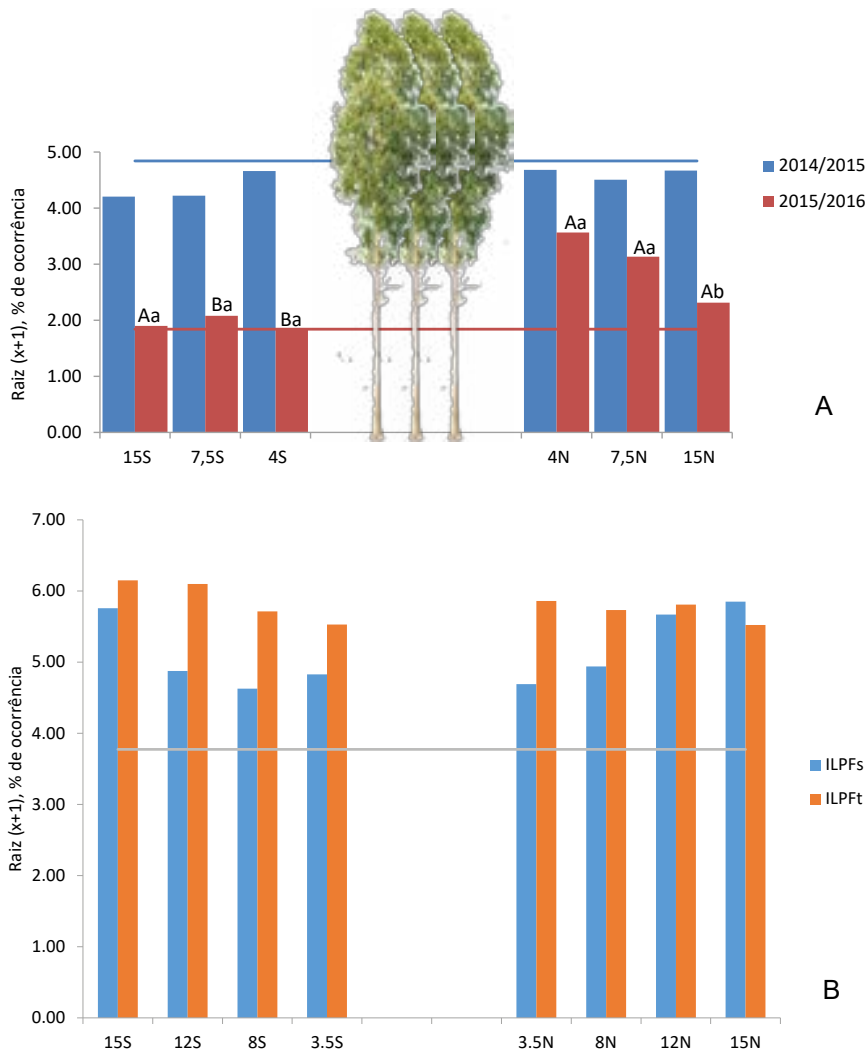 5.00
4.00
3.00
2.00
1.00
0.00
Raiz (x+1), % de ocorrência
Aa
Ba
Ba
Aa
Aa
Ab
15S 7,5S 4S 4N 7,5N 15N
2014/2015
2015/2016
A
7.00
6.00
5.00
4.00
3.00
2.00
1.00
0.00
Raiz (x+1), % de ocorrência
15S 12S 8S 3.5S 3.5N 8N 12N 15N
ILPFs
ILPFt
B